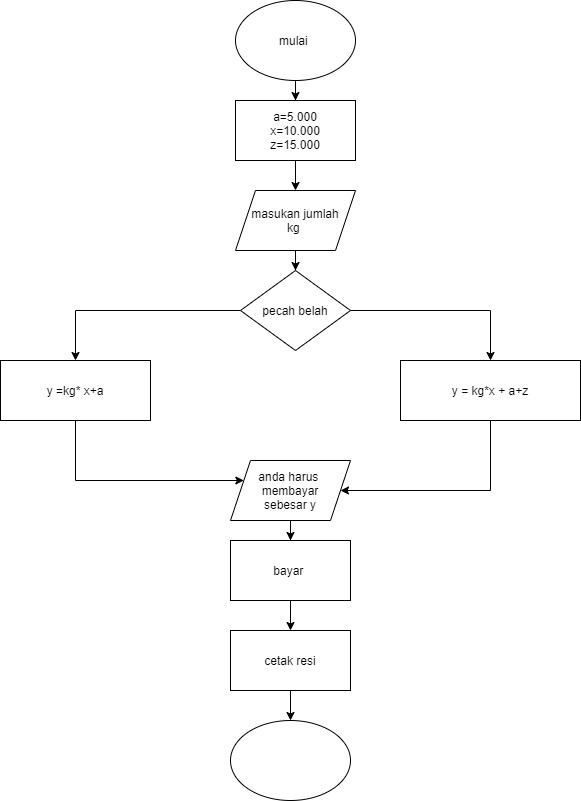 mulai
a=5.000
x=10.000
z=15.000
masukan jumlah
kg
pecah belah
y =kg* x+a
y = kg*x + a+z
anda harus
membayar
sebesar y
bayar
cetak resi